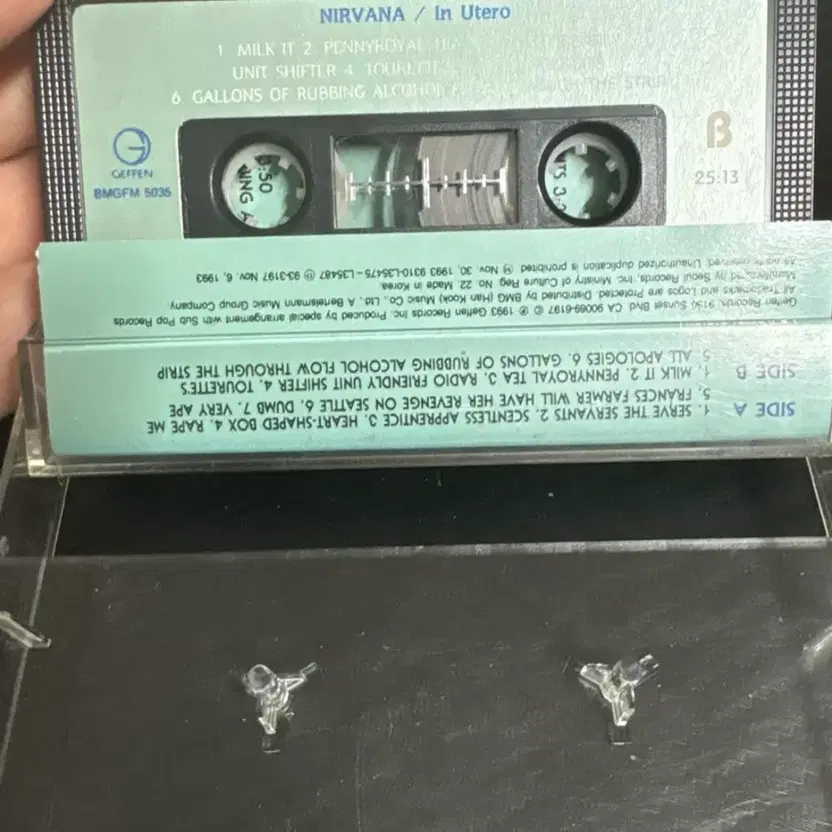 NIRVANA / In Utero
1 MILK IT 2. PENNYROYAL TEA
UNIT SHIFTER 4. TOURETTE'S
6. GALLONS OF RUBBING ALCOHOL THE STRIP
GEFFEN
BMGFM 5035
B
25:13
SIDE A 1. SERVE THE SERVANTS 2. SCENTLESS APPRENTICE 3. HEART-SHAPED BOX 4. RAPE ME
5. FRANCES FARMER WILL HAVE HER REVENGE ON SEATTLE 6. DUMB 7. VERY APE
SIDE B 1. MILK IT 2. PENNYROYAL TEA 3. RADIO FRIENDLY UNIT SHIFTER 4. TOURETTE'S
5. ALL APOLOGIES 6. GALLONS OF RUBBING ALCOHOL FLOW THROUGH THE STRIP
Geffen Records, 9130 Sunset Blvd. CA 90069-6197 © ℗ 1993 Geffen Records Inc. Produced by special arrangement with Sub Pop Records
All Trademarks and Logos are Protected. Distributed by BMG (Han Kook) Music Co., Ltd., A Bertelsmann Music Group Company.
Manufactured by Seoul Records, Inc. Ministry of Culture Reg. No. 22. Made in Korea.
All rights reserved. Unauthorized duplication is prohibited. Nov. 30, 1993 9310-L35475~L35487 93-3197 Nov. 6, 1993